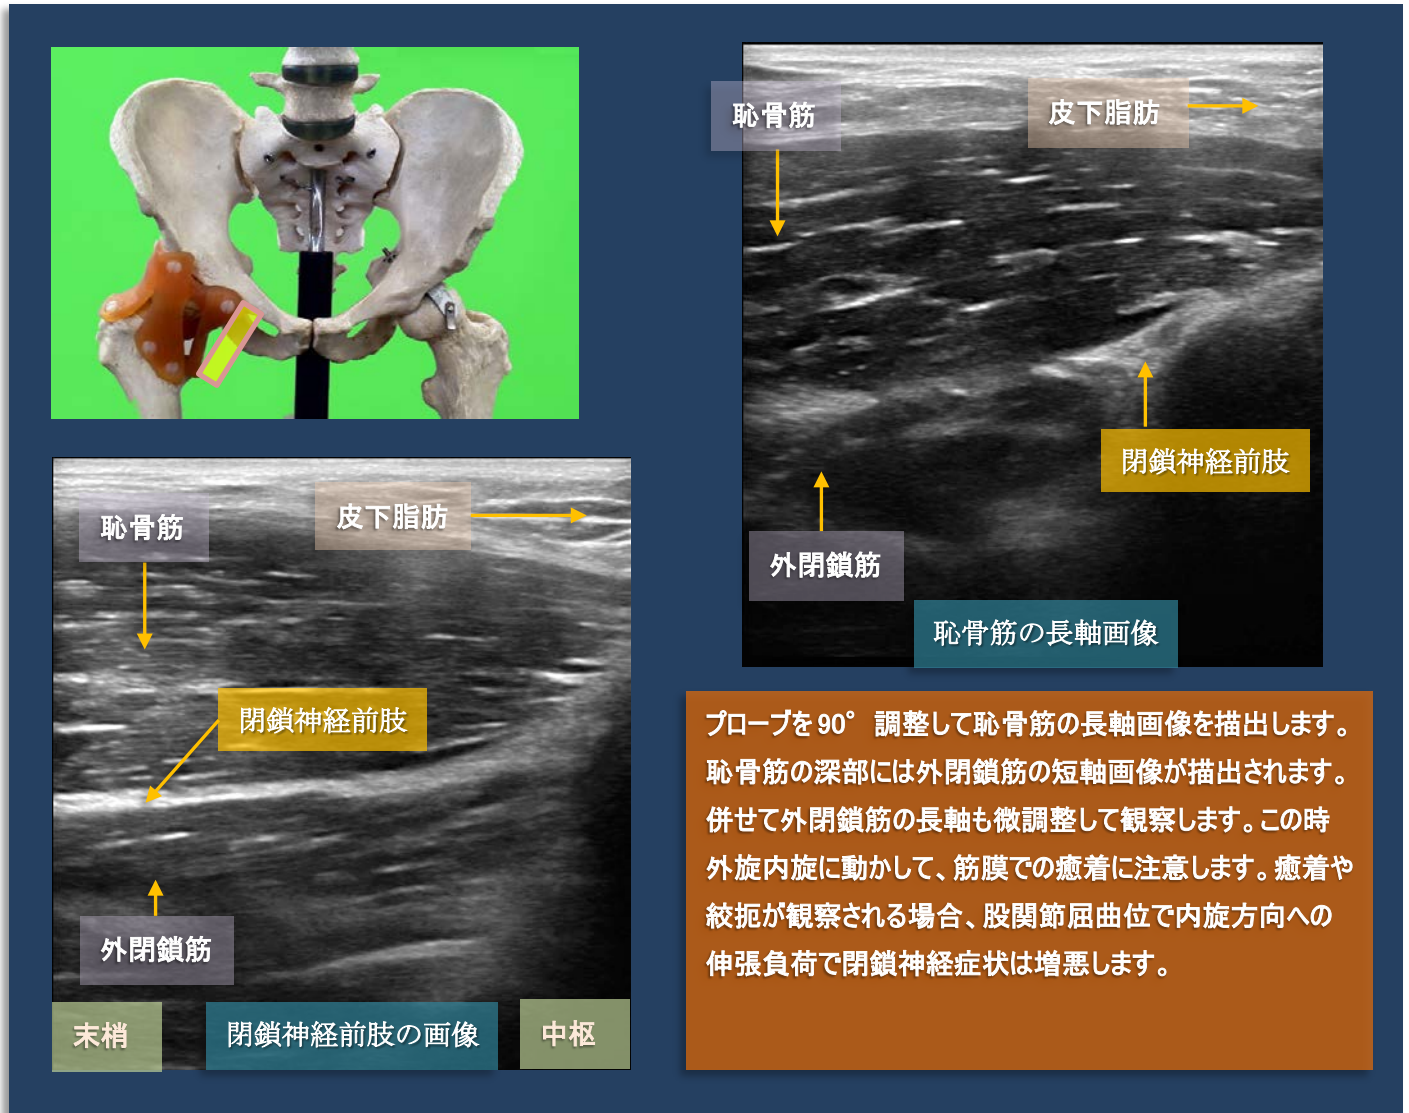 恥骨筋
皮下脂肪
閉鎖神経前肢
外閉鎖筋
恥骨筋の長軸画像
恥骨筋
皮下脂肪
閉鎖神経前肢
外閉鎖筋
末梢
閉鎖神経前肢の画像
中枢
プローブを90°調整して恥骨筋の長軸画像を描出します。
恥骨筋の深部には外閉鎖筋の短軸画像が描出されます。
併せて外閉鎖筋の長軸も微調整して観察します。この時
外旋内旋に動かして、筋膜での癒着に注意します。癒着や
絞扼が観察される場合、股関節屈曲位で内旋方向への
伸張負荷で閉鎖神経症状は増悪します。